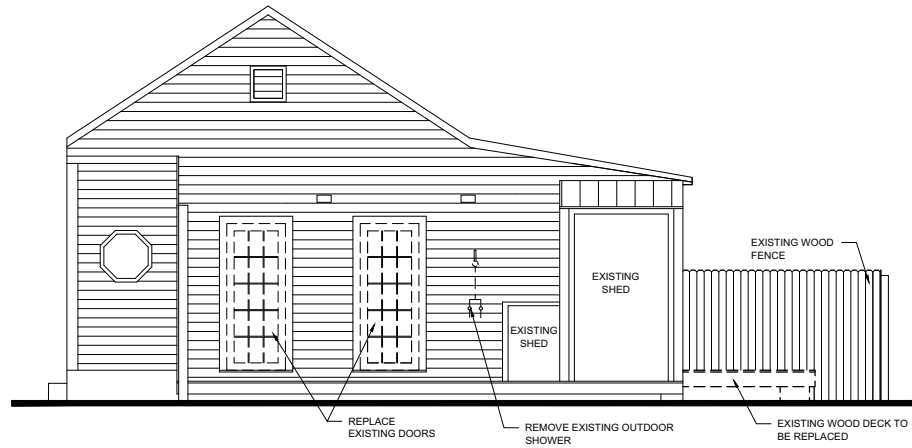 EXISTING WOOD
FENCE
EXISTING
SHED
EXISTING
SHED
REPLACE
EXISTING DOORS
REMOVE EXISTING OUTDOOR
SHOWER
EXISTING WOOD DECK TO
BE REPLACED